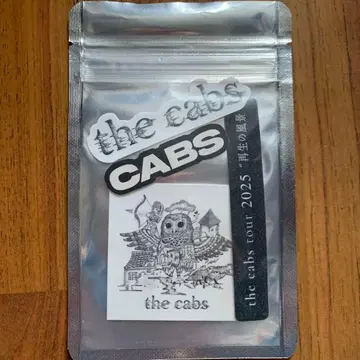 the cabs
CABS
the cabs tour 2025 "再生の風景
the cabs